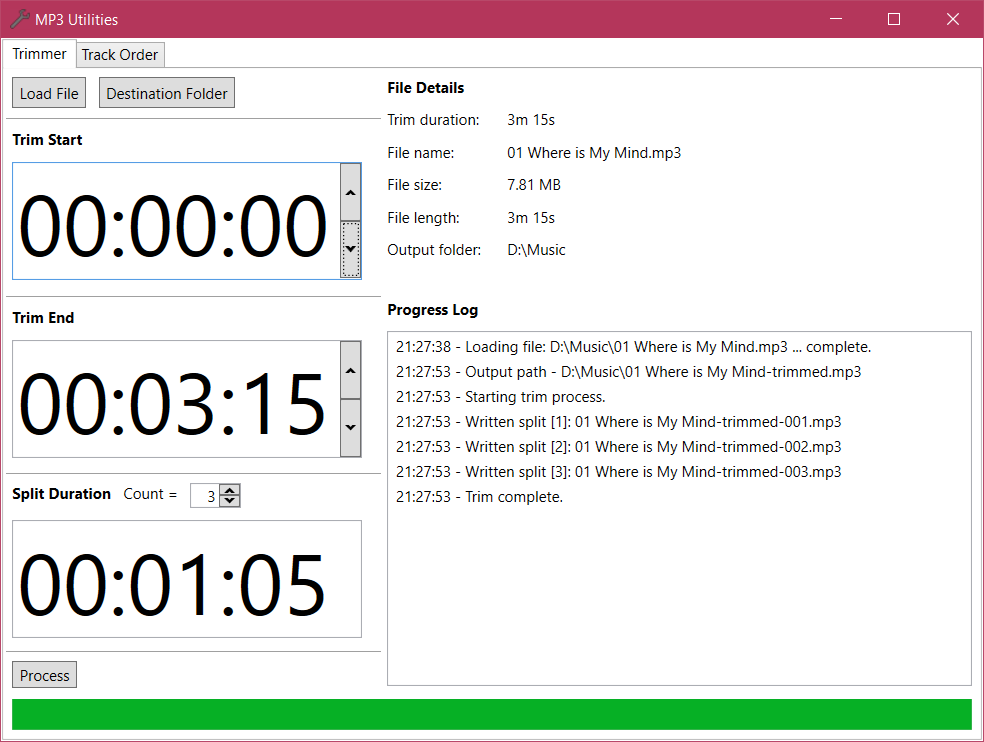 MP3 Utilities
Trimmer Track Order
Load File Destination Folder
Trim Start
00:00:00
Trim End
00:03:15
Split Duration Count = 3
00:01:05
Process
File Details
Trim duration: 3m 15s
File name: 01 Where is My Mind.mp3
File size: 7.81 MB
File length: 3m 15s
Output folder: D:\Music
Progress Log
21:27:38 - Loading file: D:\Music\01 Where is My Mind.mp3 ... complete.
21:27:53 - Output path - D:\Music\01 Where is My Mind-trimmed.mp3
21:27:53 - Starting trim process.
21:27:53 - Written split [1]: 01 Where is My Mind-trimmed-001.mp3
21:27:53 - Written split [2]: 01 Where is My Mind-trimmed-002.mp3
21:27:53 - Written split [3]: 01 Where is My Mind-trimmed-003.mp3
21:27:53 - Trim complete.